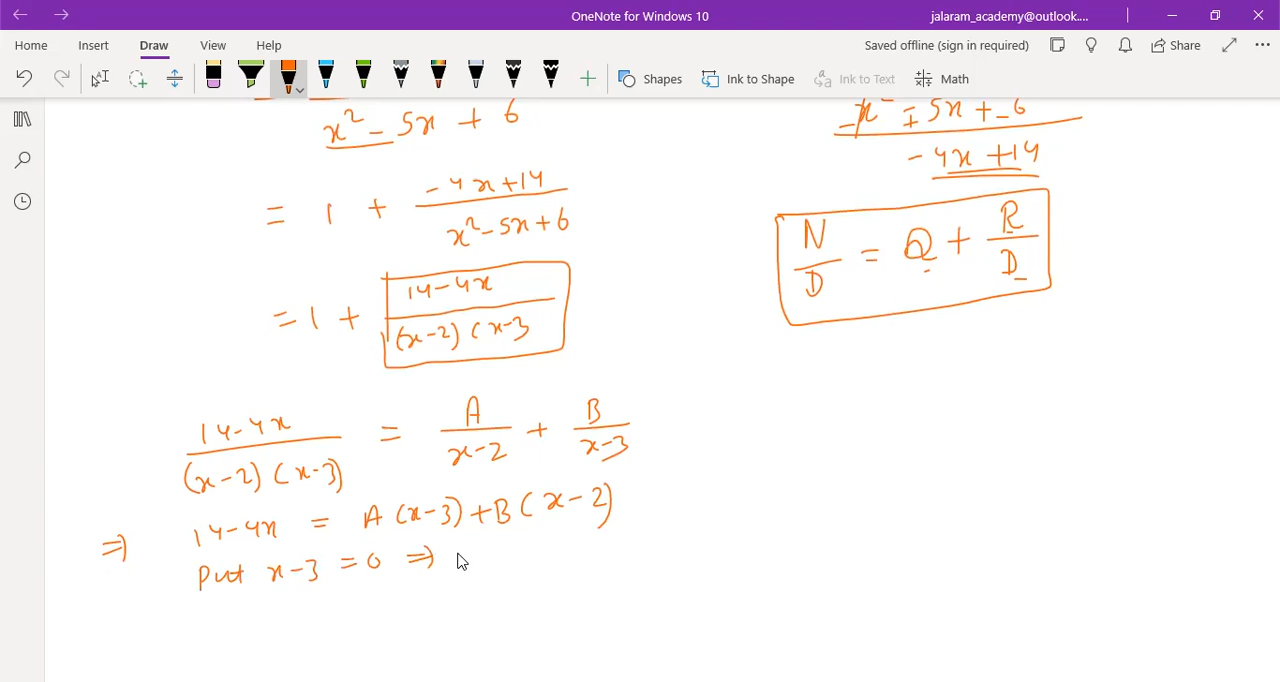 OneNote for Windows 10
jalaram_academy@outlook....
Home Insert Draw View Help
Saved offline (sign in required)
Share
Shapes
Ink to Shape
Ink to Text
Math
x² - 5x + 6
= 1 + (-4x+14)/(x²-5x+6)
= 1 + (14-4x)/((x-2)(x-3)
(14-4x)/((x-2)(x-3)) = A/(x-2) + B/(x-3)
⇒ 14-4x = A(x-3)+B(x-2)
Put x-3 = 0 ⇒
-4x+14
N/D = Q + R/D